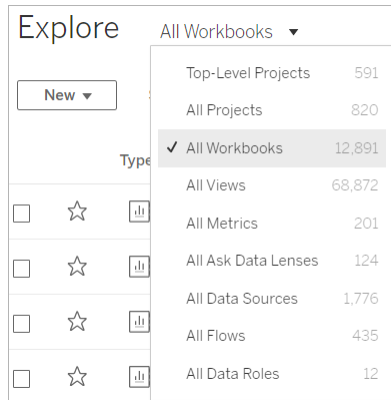 Explore All Workbooks
Top-Level Projects 591
New
All Projects 820
All Workbooks 12,891
Type
All Views 68,872
All Metrics 201
All Ask Data Lenses 124
All Data Sources 1,776
All Flows 435
All Data Roles 12